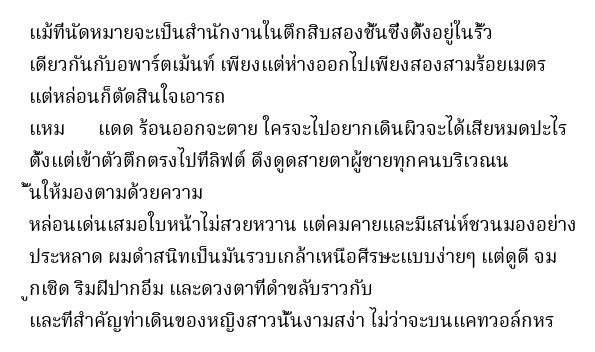 แม้ที่นัดหมายจะเป็นสำนักงานในตึกสิบสองชั้นซึ่งตั้งอยู่ในรั้ว
เดียวกันกับอพาร์ตเม้นท์ เพียงแต่ห่างออกไปเพียงสองสามร้อยเมตร
แต่หล่อนก็ตัดสินใจเอารถ
แหม แดด ร้อนออกจะตาย ใครจะไปอยากเดินผิวจะได้เสียหมดปะไร
ตั้งแต่เข้าตัวตึกตรงไปที่ลิฟต์ ดึงดูดสายตาผู้ชายทุกคนบริเวณน
ั้นให้มองตามด้วยความ
หล่อนเด่นเสมอใบหน้าไม่สวยหวาน แต่คมคายและมีเสน่ห์ชวนมองอย่าง
ประหลาด ผมดำสนิทเป็นมันรวบเกล้าเหนือศีรษะแบบง่ายๆ แต่ดูดี จม
ูกเชิด ริมฝีปากอิ่ม และดวงตาที่ดำขลับราวกับ
และที่สำคัญท่าเดินของหญิงสาวนั้นงามสง่า ไม่ว่าจะบนแคทวอล์กหร